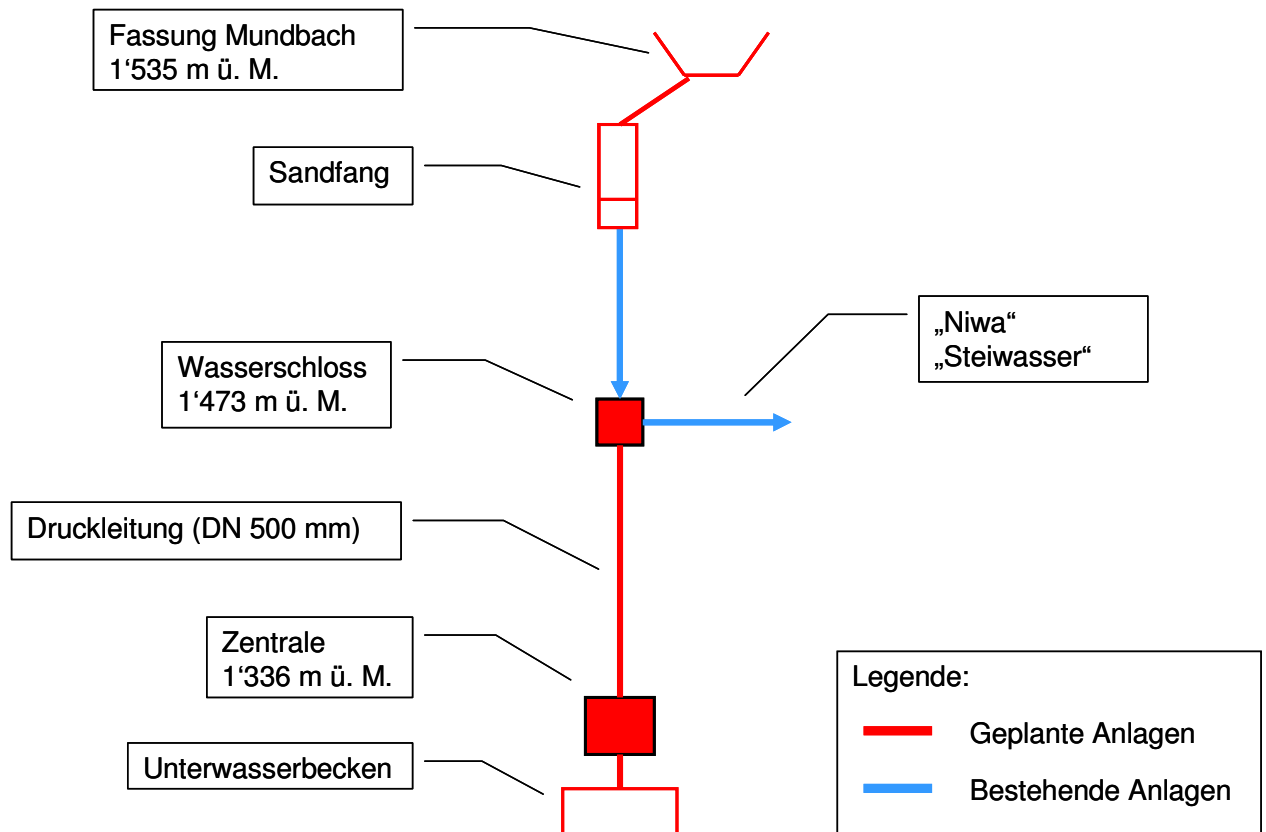 Fassung Mundbach
1‘535 m ü. M.
Sandfang
„Niwa“
„Steiwasser“
Wasserschloss
1‘473 m ü. M.
Druckleitung (DN 500 mm)
Zentrale
1‘336 m ü. M.
Unterwasserbecken
Legende:
Geplante Anlagen
Bestehende Anlagen